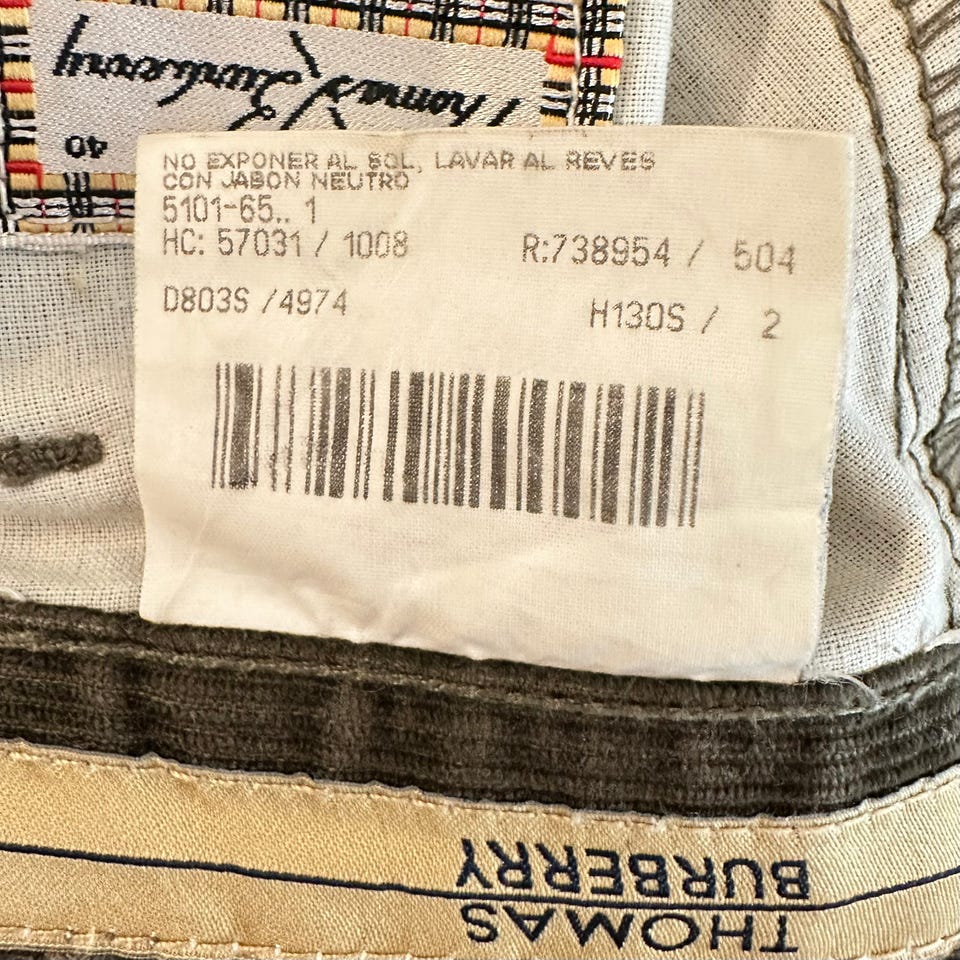 Thomas Burberry
40
NO EXPONER AL SOL, LAVAR AL REVES
CON JABON NEUTRO
5101-65.. 1
HC: 57031 / 1008 R:738954 / 504
D803S /4974 H130S / 2
THOMAS
BURBERRY